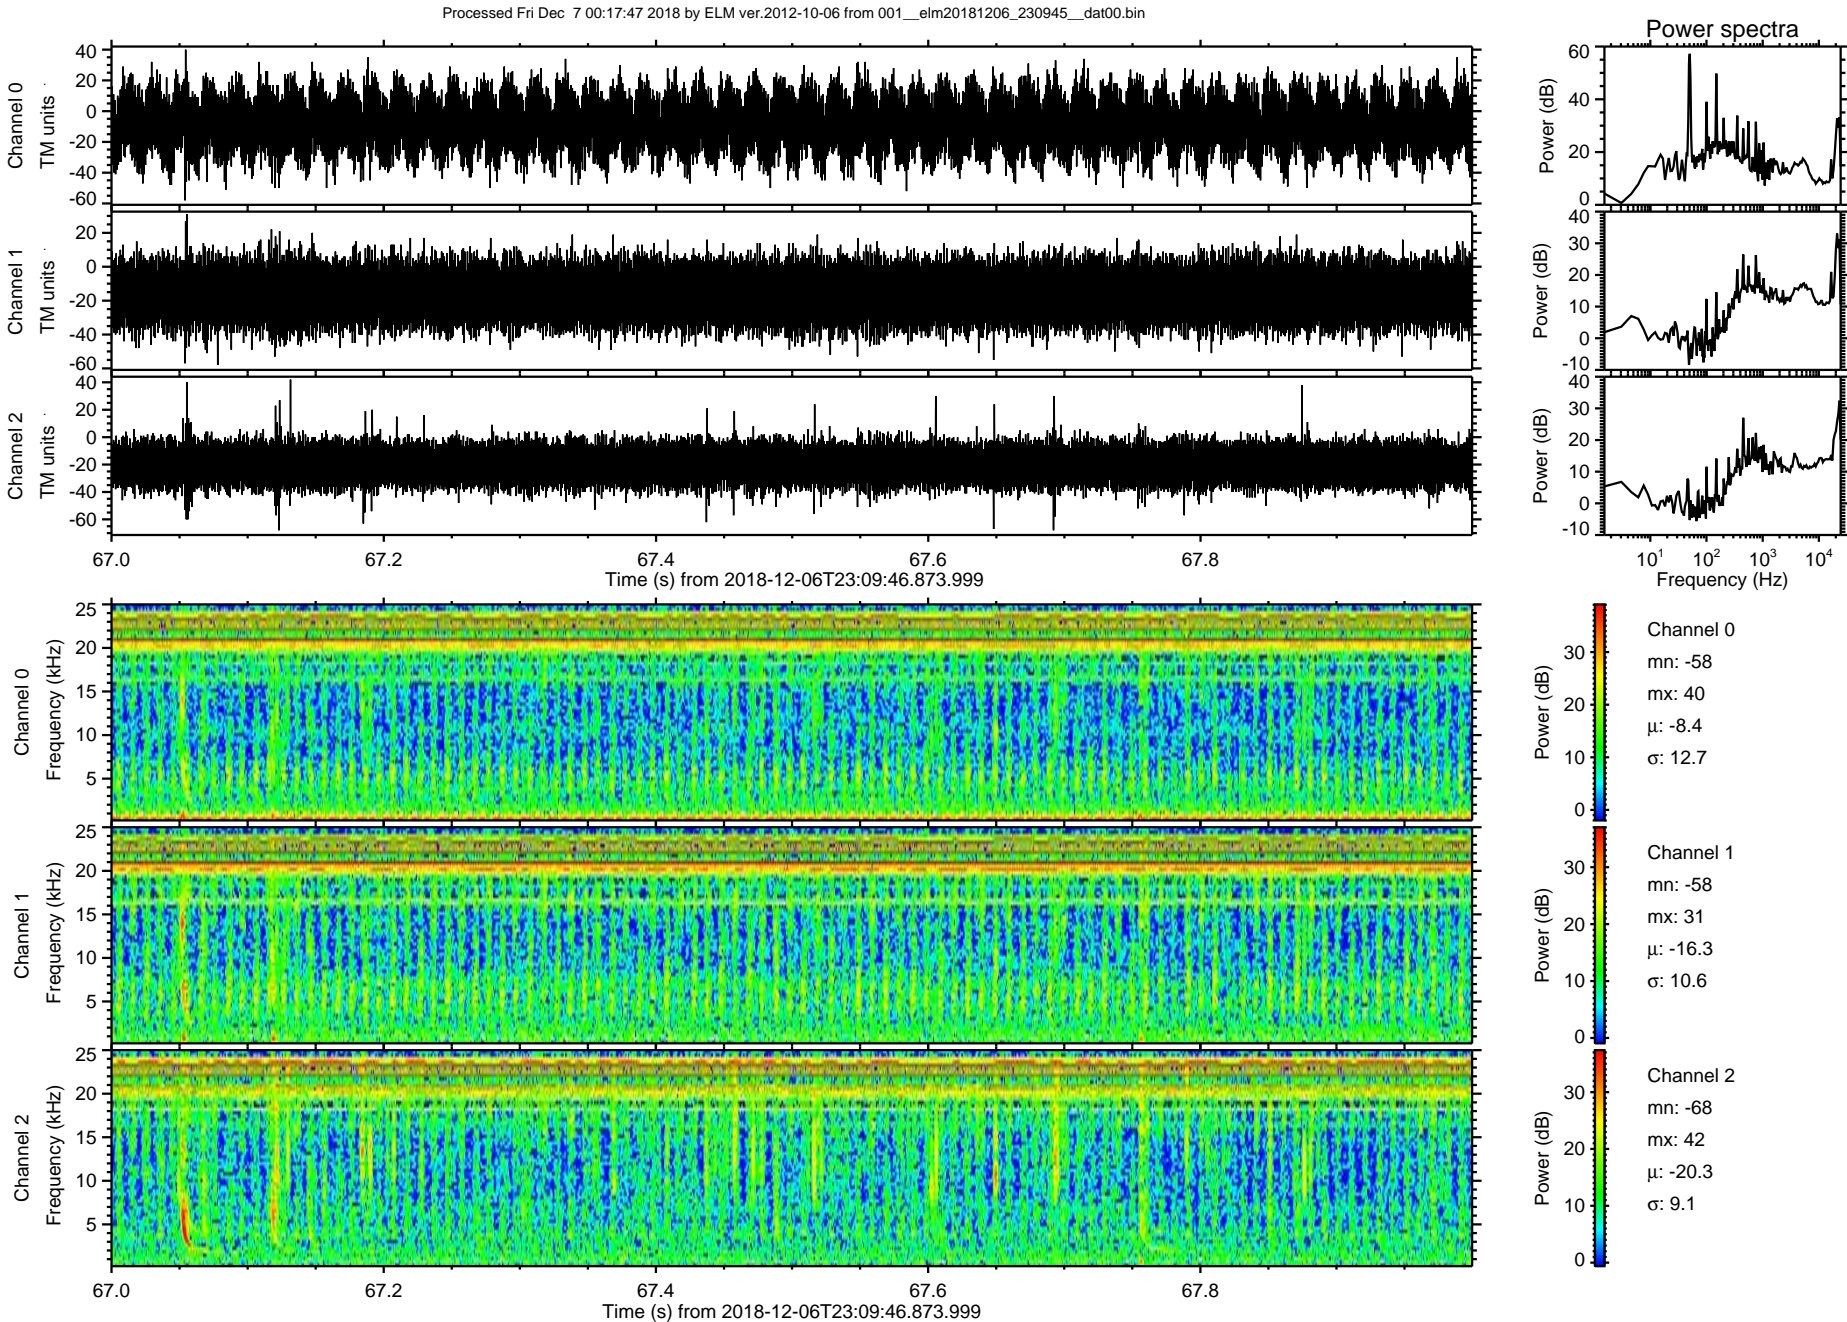 Processed Fri Dec 7 00:17:47 2018 by ELM ver.2012-10-06 from 001__elm20181206_230945__dat00.bin
Power spectra
Channel 0
TM units
40
20
0
-20
-40
-60
Power (dB)
60
40
20
0
Channel 1
TM units
20
0
-20
-40
-60
Power (dB)
40
30
20
10
0
-10
Channel 2
TM units
40
20
0
-20
-40
-60
Power (dB)
40
30
20
10
0
-10
67.0 67.2 67.4 67.6 67.8
Time (s) from 2018-12-06T23:09:46.873.999
10^1 10^2 10^3 10^4
Frequency (Hz)
Channel 0
Frequency (kHz)
25
20
15
10
5
Power (dB)
30
20
10
0
Channel 0
mn: -58
mx: 40
μ: -8.4
σ: 12.7
Channel 1
Frequency (kHz)
25
20
15
10
5
Power (dB)
30
20
10
0
Channel 1
mn: -58
mx: 31
μ: -16.3
σ: 10.6
Channel 2
Frequency (kHz)
25
20
15
10
5
Power (dB)
30
20
10
0
Channel 2
mn: -68
mx: 42
μ: -20.3
σ: 9.1
67.0 67.2 67.4 67.6 67.8
Time (s) from 2018-12-06T23:09:46.873.999